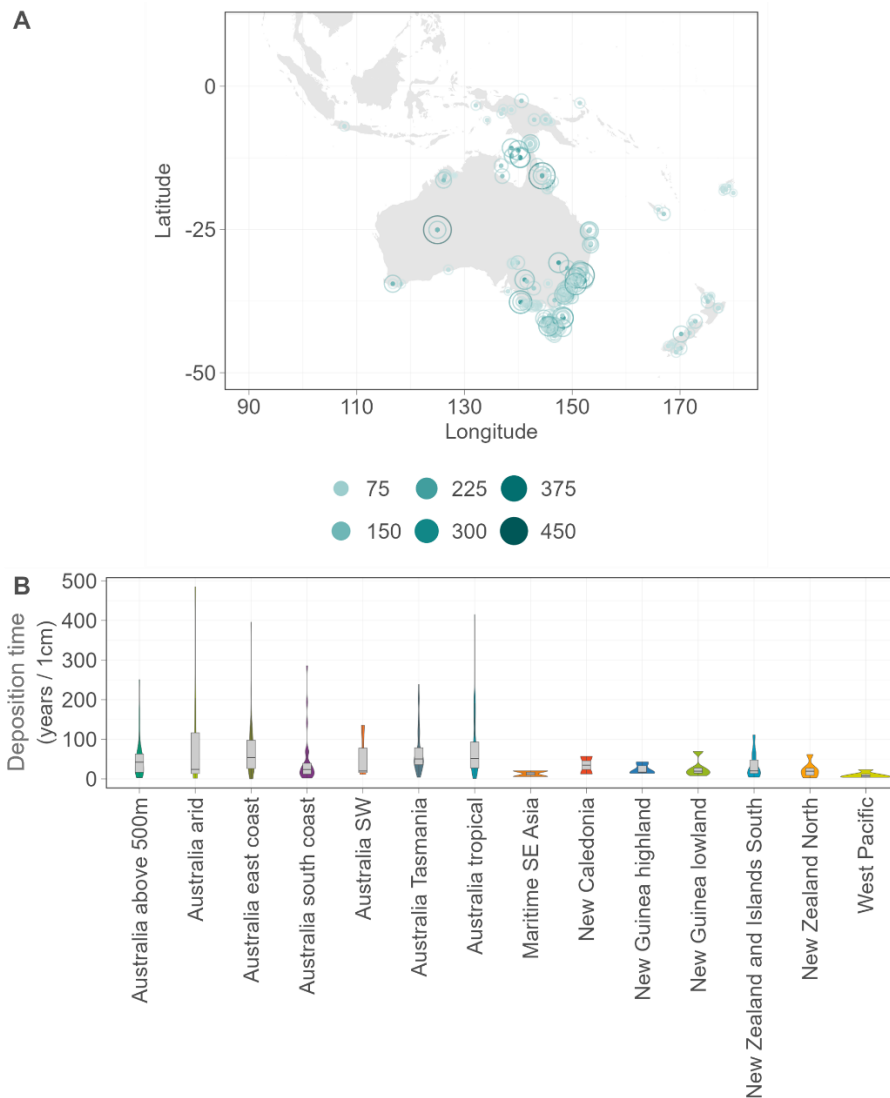 A
0
-25
-50
Latitude
90
110
130
150
170
Longitude
75
225
375
150
300
450
B
500
400
300
200
100
0
Deposition time
(years / 1cm)
Australia above 500m
Australia arid
Australia east coast
Australia south coast
Australia SW
Australia Tasmania
Australia tropical
Maritime SE Asia
New Caledonia
New Guinea highland
New Guinea lowland
New Zealand and Islands South
New Zealand North
West Pacific